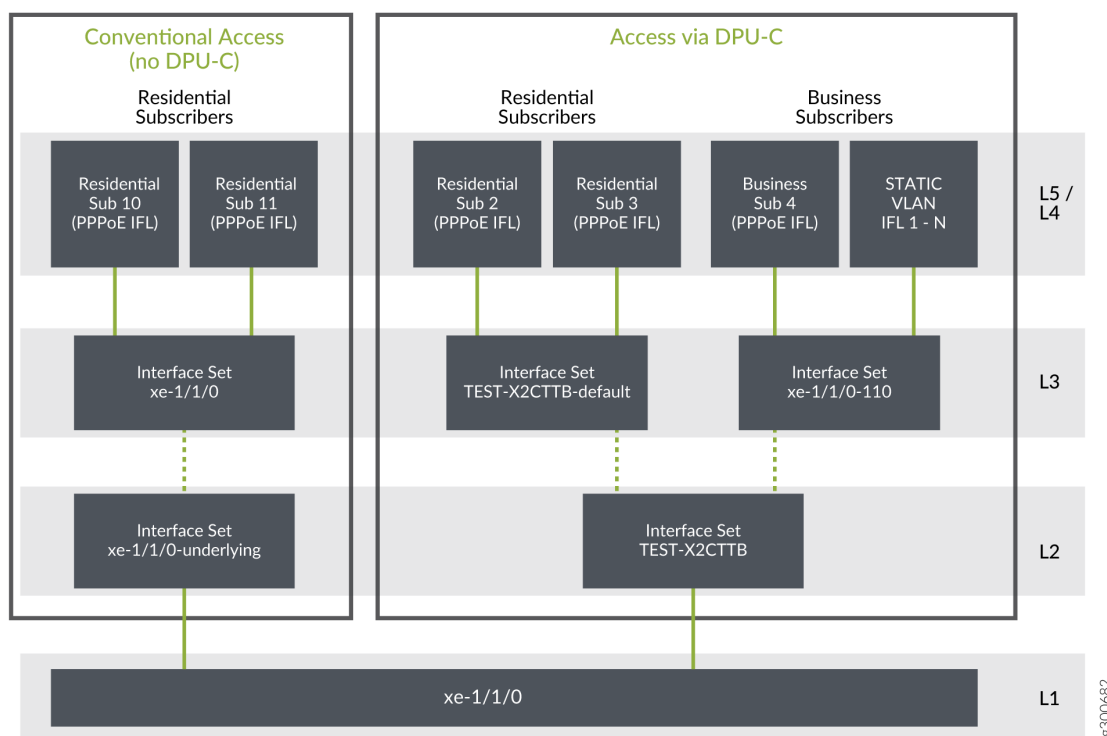 Conventional Access
(no DPU-C)
Access via DPU-C
Residential
Subscribers
Residential
Subscribers
Business
Subscribers
Residential
Sub 10
(PPPoE IFL)
Residential
Sub 11
(PPPoE IFL)
Residential
Sub 2
(PPPoE IFL)
Residential
Sub 3
(PPPoE IFL)
Business
Sub 4
(PPPoE IFL)
STATIC
VLAN
IFL 1 - N
L5 /
L4
Interface Set
xe-1/1/0
Interface Set
TEST-X2CTTB-default
Interface Set
xe-1/1/0-110
L3
Interface Set
xe-1/1/0-underlying
Interface Set
TEST-X2CTTB
L2
xe-1/1/0
L1
g300682